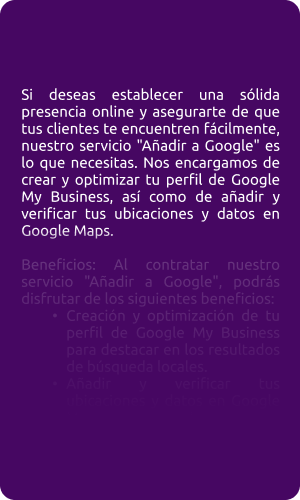 Si deseas establecer una sólida
presencia online y asegurarte de que
tus clientes te encuentren fácilmente,
nuestro servicio "Añadir a Google" es
lo que necesitas. Nos encargamos de
crear y optimizar tu perfil de Google
My Business, así como de añadir y
verificar tus ubicaciones y datos en
Google Maps.
Beneficios: Al contratar nuestro
servicio "Añadir a Google", podrás
disfrutar de los siguientes beneficios:
• Creación y optimización de tu
perfil de Google My Business
para destacar en los resultados
de búsqueda locales.
• Añadir y verificar tus
ubicaciones y datos en Google